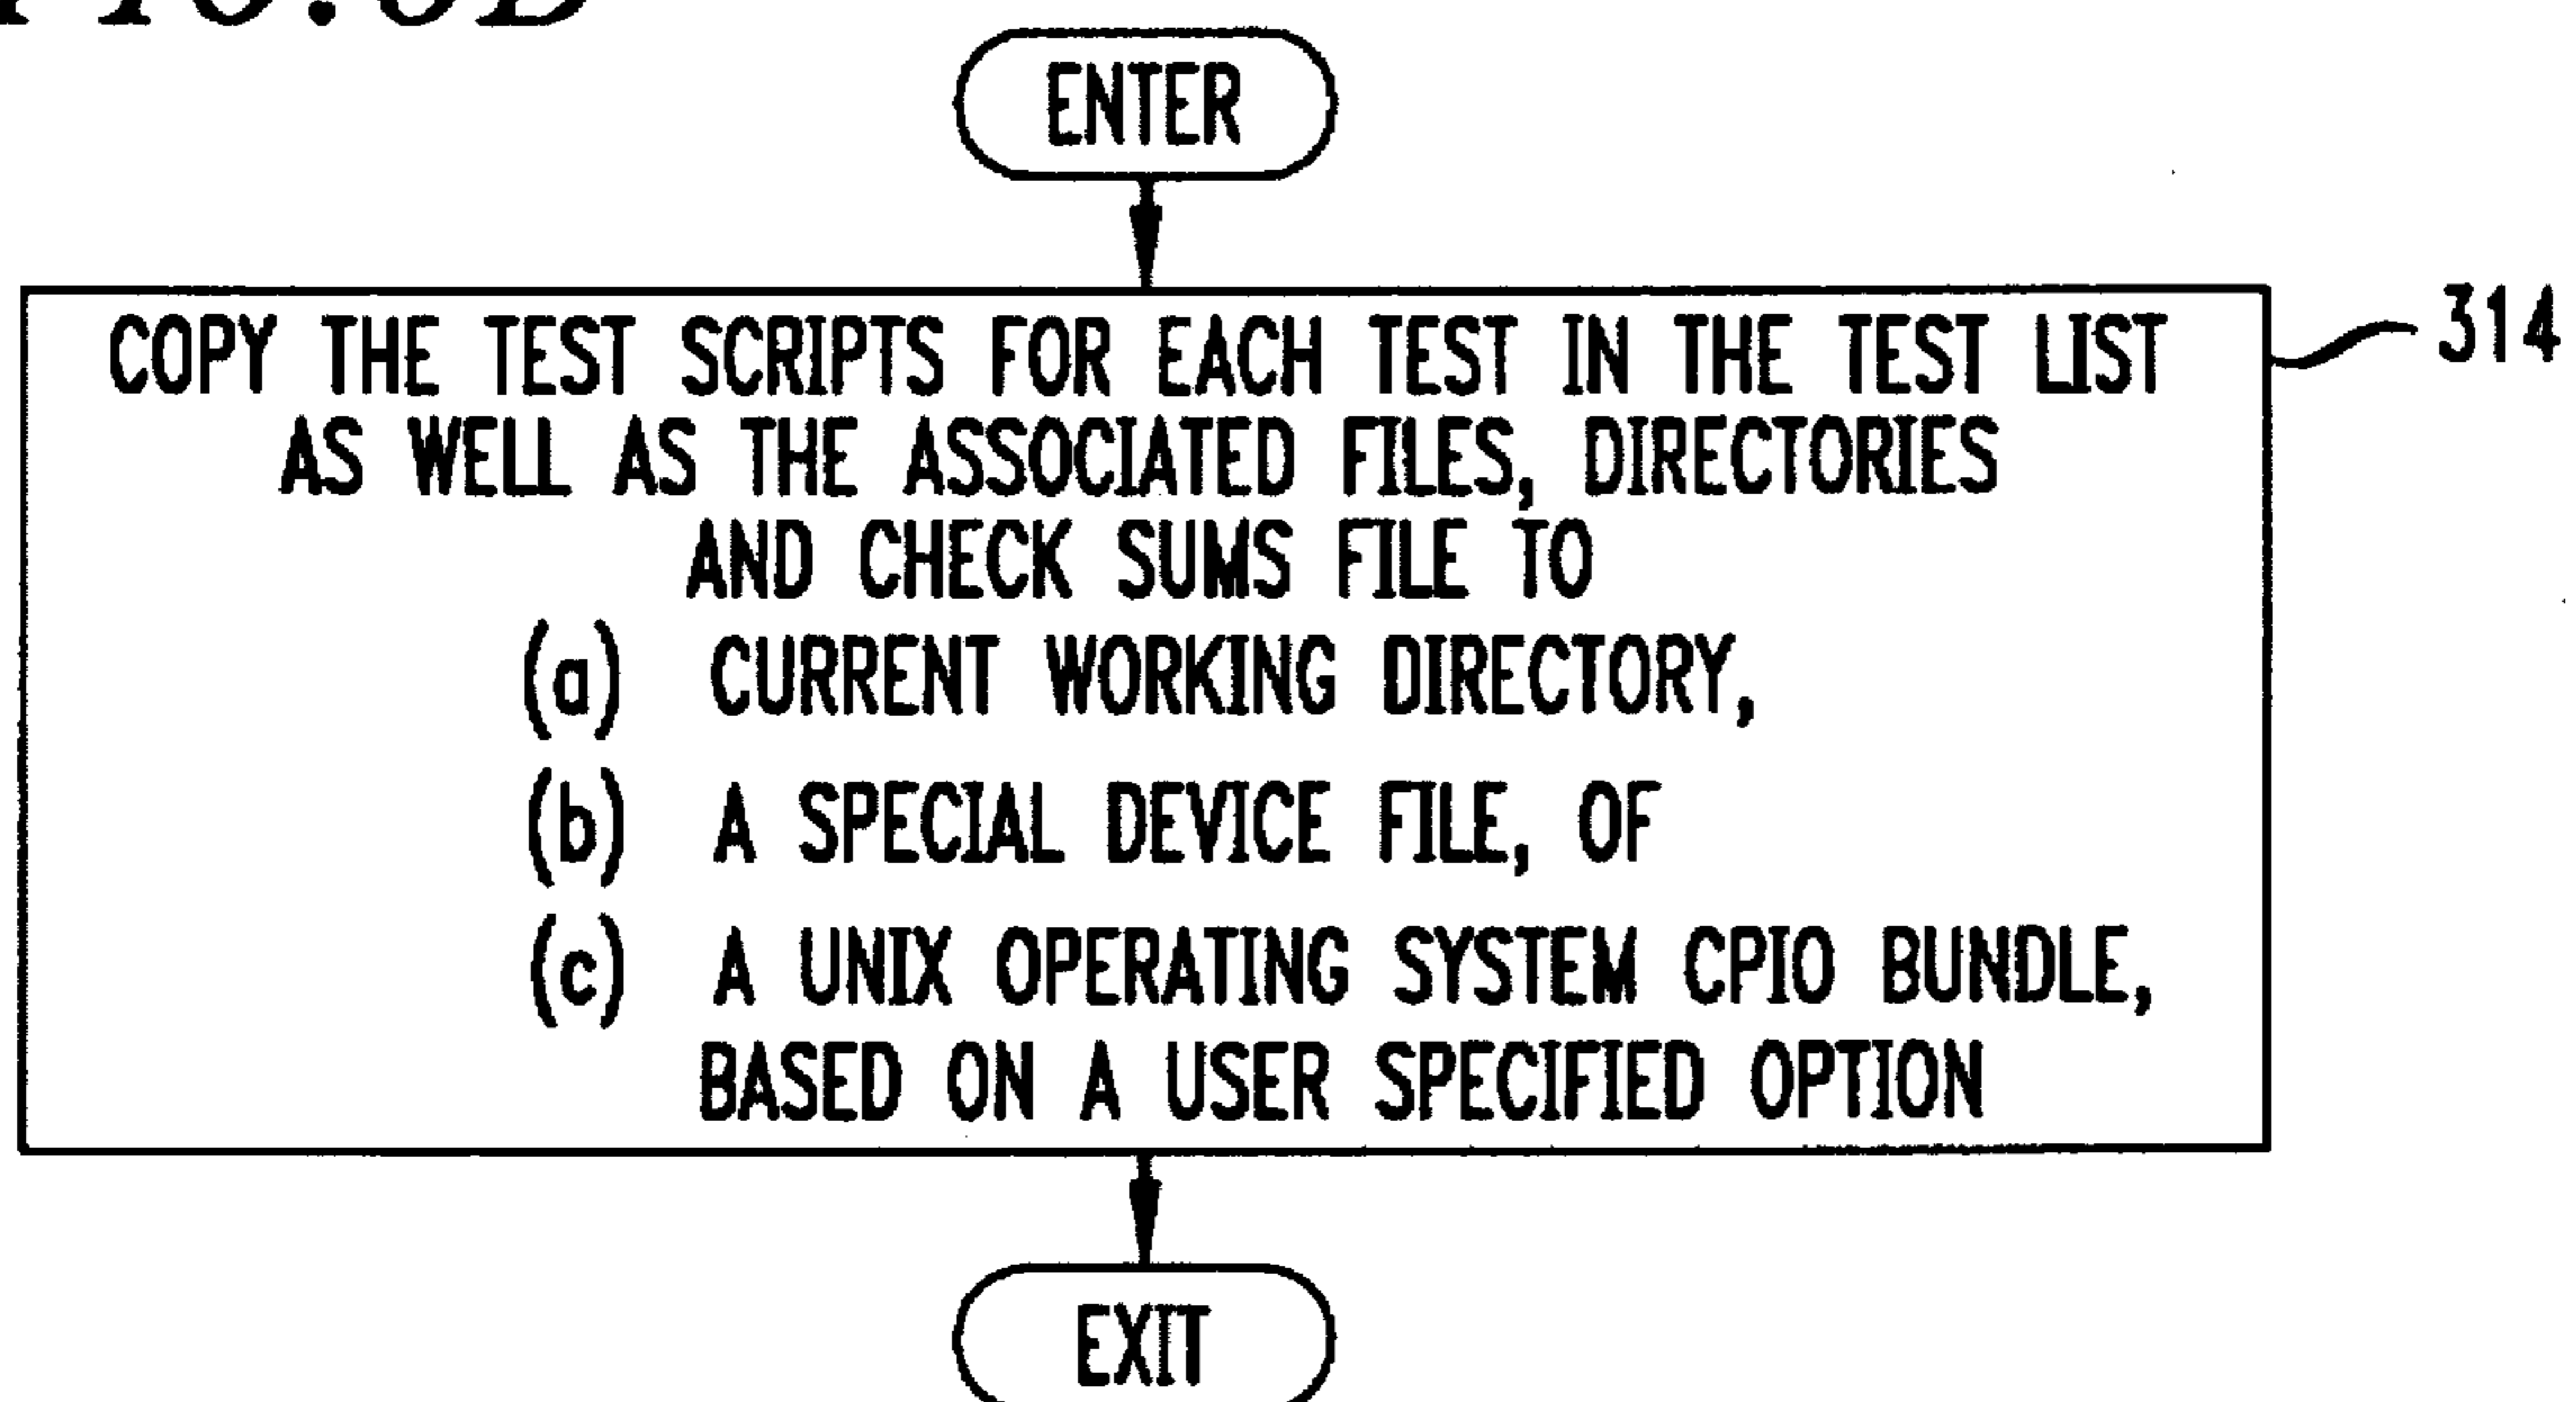 ENTER
COPY THE TEST SCRIPTS FOR EACH TEST IN THE TEST LIST
314
AS WELL AS THE ASSOCIATED FILES, DIRECTORIES
AND CHECK SUMS FILE TO
(a) CURRENT WORKING DIRECTORY,
(b) A SPECIAL DEVICE FILE, OF
(c) A UNIX OPERATING SYSTEM CPIO BUNDLE,
BASED ON A USER SPECIFIED OPTION
EXIT